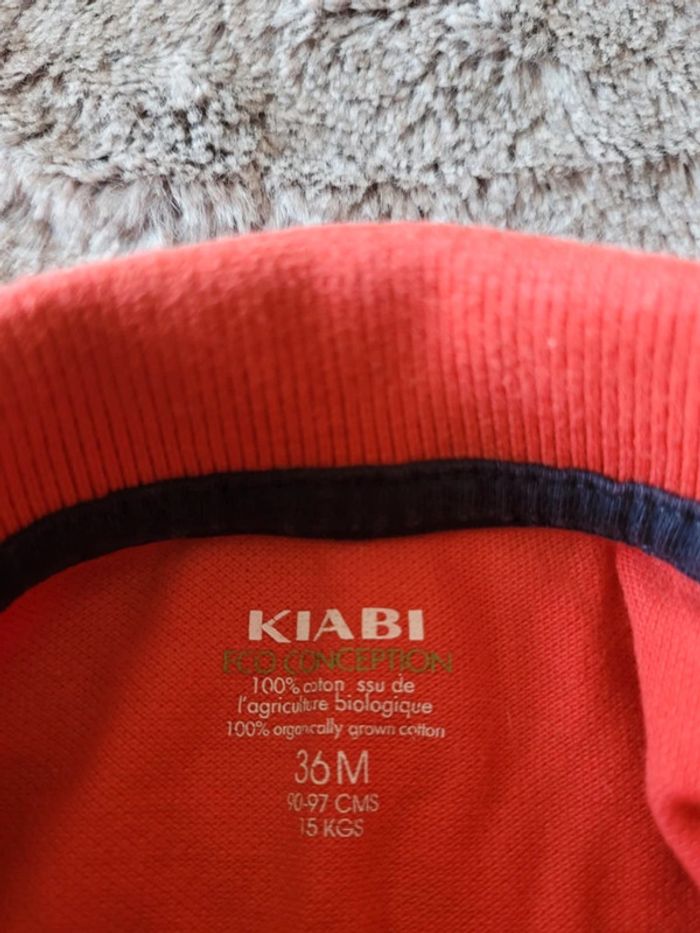 KIABI
ECO CONCEPTION
100% coton ssu de
l'agriculture biologique
100% organically grown cotton
36M
90-97 CMS
15 KGS